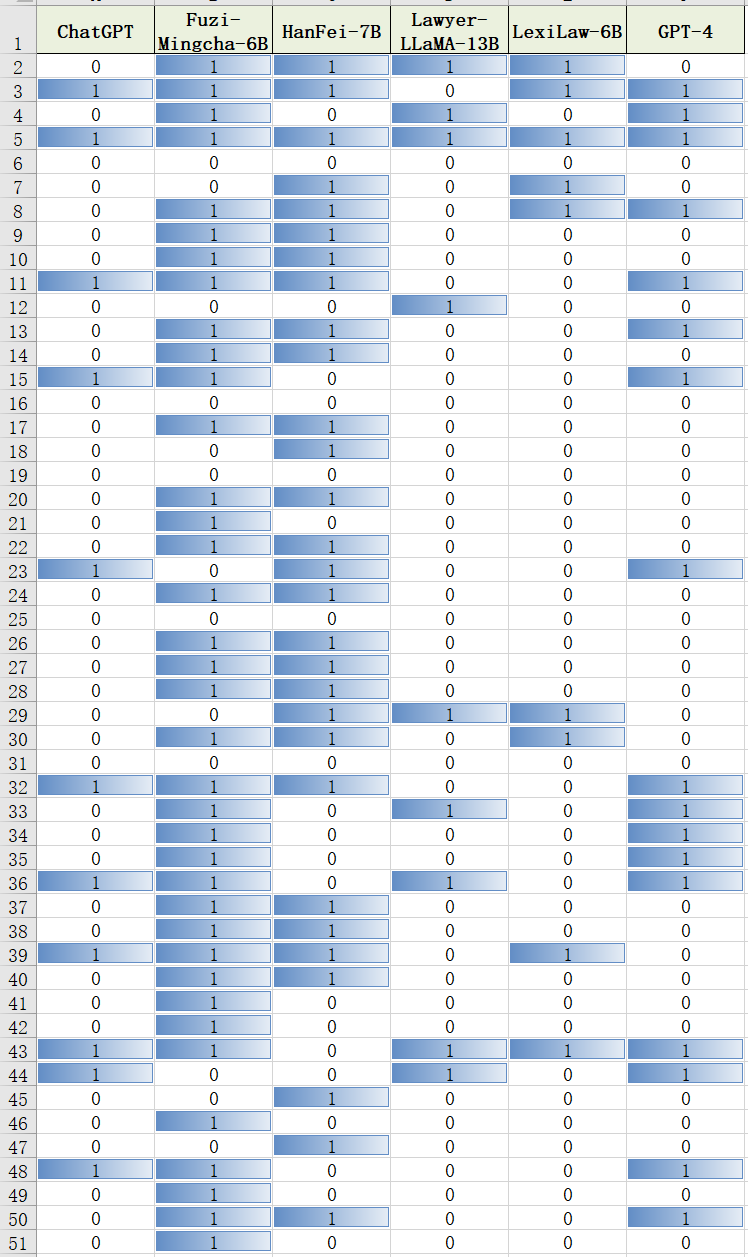 1 ChatGPT Fuzi-Mingcha-6B HanFei-7B Lawyer-LLaMA-13B LexiLaw-6B GPT-4
2 0 1 1 1 1 0
3 1 1 1 0 1 1
4 0 1 0 1 0 1
5 1 1 1 1 1 1
6 0 0 0 0 0 0
7 0 0 1 0 1 0
8 0 1 1 0 1 1
9 0 1 1 0 0 0
10 0 1 1 0 0 0
11 1 1 1 0 0 1
12 0 0 0 1 0 0
13 0 1 1 0 0 1
14 0 1 1 0 0 0
15 1 1 0 0 0 1
16 0 0 0 0 0 0
17 0 1 1 0 0 0
18 0 0 1 0 0 0
19 0 0 0 0 0 0
20 0 1 1 0 0 0
21 0 1 0 0 0 0
22 0 1 1 0 0 0
23 1 0 1 0 0 1
24 0 1 1 0 0 0
25 0 0 0 0 0 0
26 0 1 1 0 0 0
27 0 1 1 0 0 0
28 0 1 1 0 0 0
29 0 0 1 1 1 0
30 0 1 1 0 1 0
31 0 0 0 0 0 0
32 1 1 1 0 0 1
33 0 1 0 1 0 1
34 0 1 0 0 0 1
35 0 1 0 0 0 1
36 1 1 0 1 0 1
37 0 1 1 0 0 0
38 0 1 1 0 0 0
39 1 1 1 0 1 0
40 0 1 1 0 0 0
41 0 1 0 0 0 0
42 0 1 0 0 0 0
43 1 1 0 1 1 1
44 1 0 0 1 0 1
45 0 0 1 0 0 0
46 0 1 0 0 0 0
47 0 0 1 0 0 0
48 1 1 0 0 0 1
49 0 1 0 0 0 0
50 0 1 1 0 0 1
51 0 1 0 0 0 0